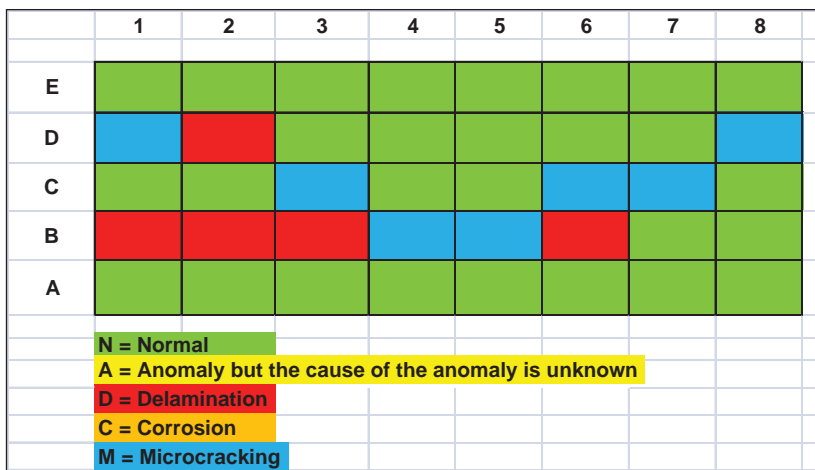 1 2 3 4 5 6 7 8
E
D
C
B
A
N = Normal
A = Anomaly but the cause of the anomaly is unknown
D = Delamination
C = Corrosion
M = Microcracking